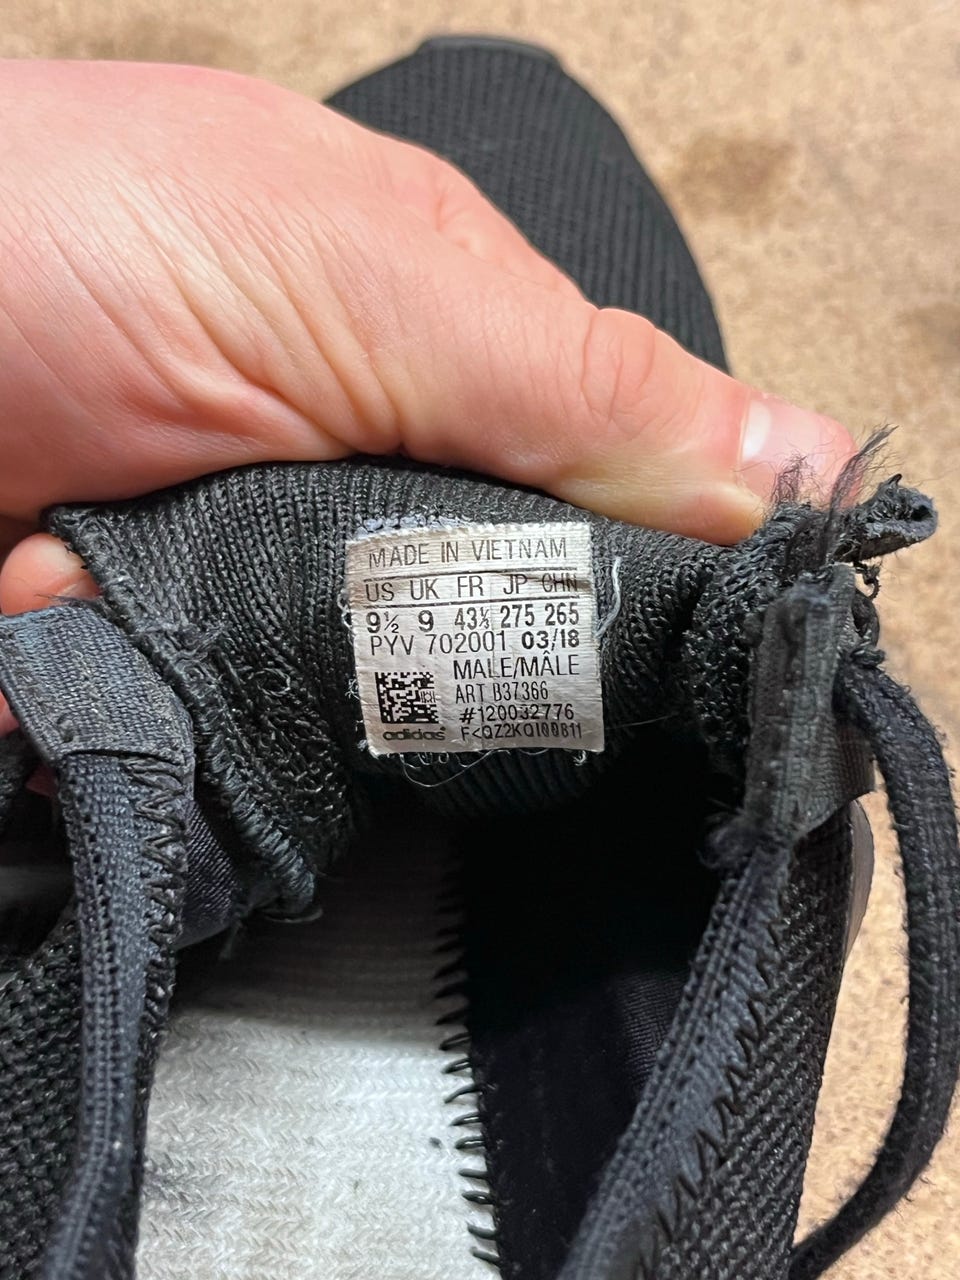 MADE IN VIETNAM
US UK FR JP CHN
9½ 9 43⅓ 275 265
PYV 702001 03/18
MALE/MÂLE
ART B37366
#120032776
adidas